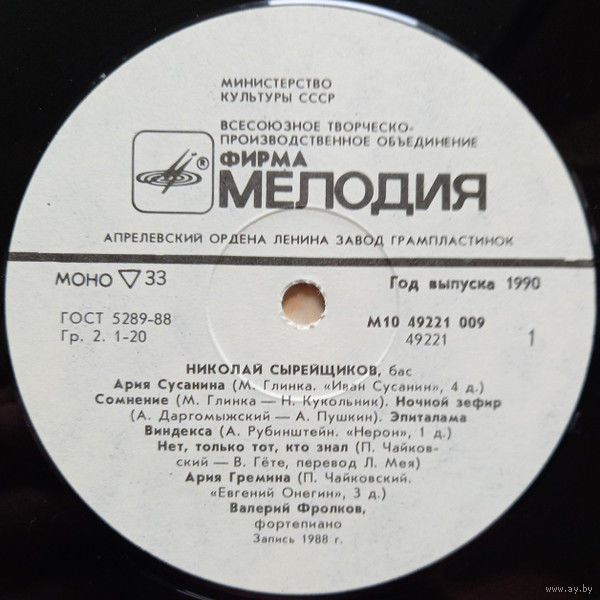 МИНИСТЕРСТВО
КУЛЬТУРЫ СССР
ВСЕСОЮЗНОЕ ТВОРЧЕСКО-
ПРОИЗВОДСТВЕННОЕ ОБЪЕДИНЕНИЕ
ФИРМА
®
МЕЛОДИЯ
АПРЕЛЕВСКИЙ ОРДЕНА ЛЕНИНА ЗАВОД ГРАМПЛАСТИНОК
МОНО ▽ 33
Год выпуска 1990
ГОСТ 5289-88
М10 49221 009
Гр. 2. 1-20
49221
1
НИКОЛАЙ СЫРЕЙЩИКОВ, бас
Ария Сусанина (М. Глинка. «Иван Сусанин», 4 д.)
Сомнение (М. Глинка — Н. Кукольник). Ночной зефир
(А. Даргомыжский — А. Пушкин). Эпиталама
Виндекса (А. Рубинштейн. «Нерон», 1 д.)
Нет, только тот, кто знал (П. Чайков-
ский — В. Гёте, перевод Л. Мея)
Ария Гремина (П. Чайковский.
«Евгений Онегин», 3 д.)
Валерий Фролков,
фортепиано
Запись 1988 г.
www.ay.by